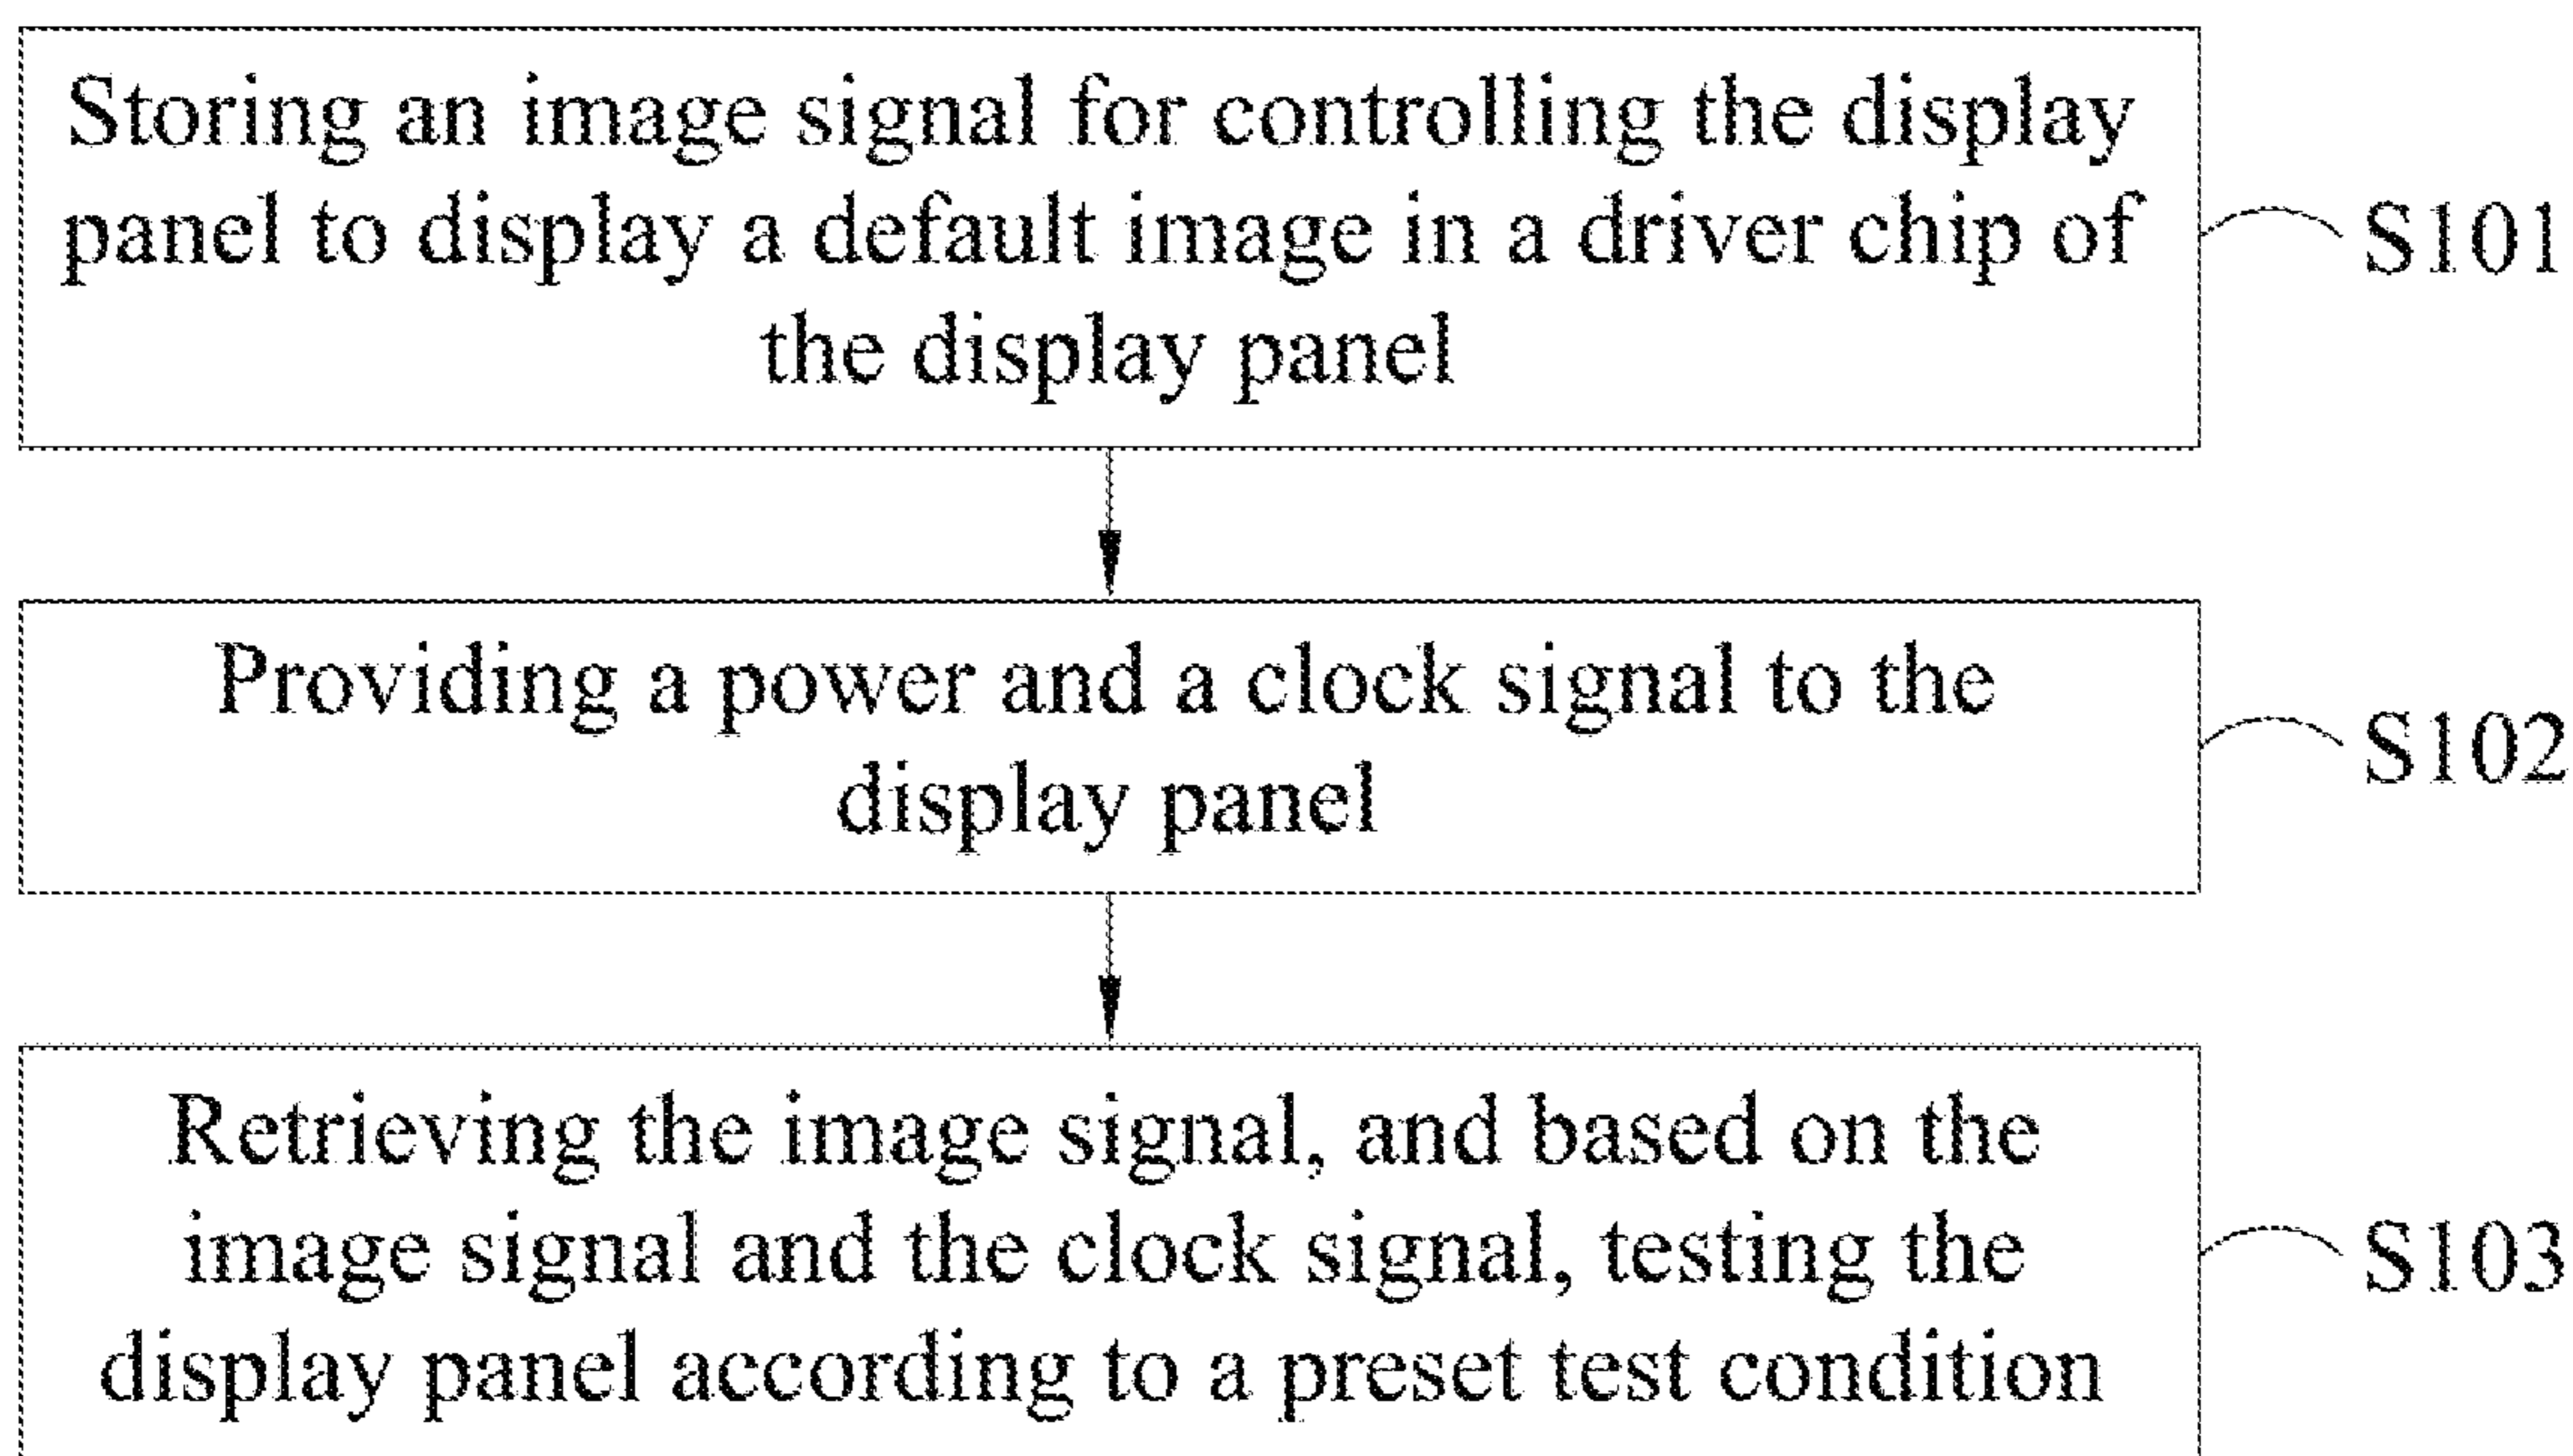 Storing an image signal for controlling the display
panel to display a default image in a driver chip of
the display panel
S101
Providing a power and a clock signal to the
display panel
S102
Retrieving the image signal, and based on the
image signal and the clock signal, testing the
display panel according to a preset test condition
S103